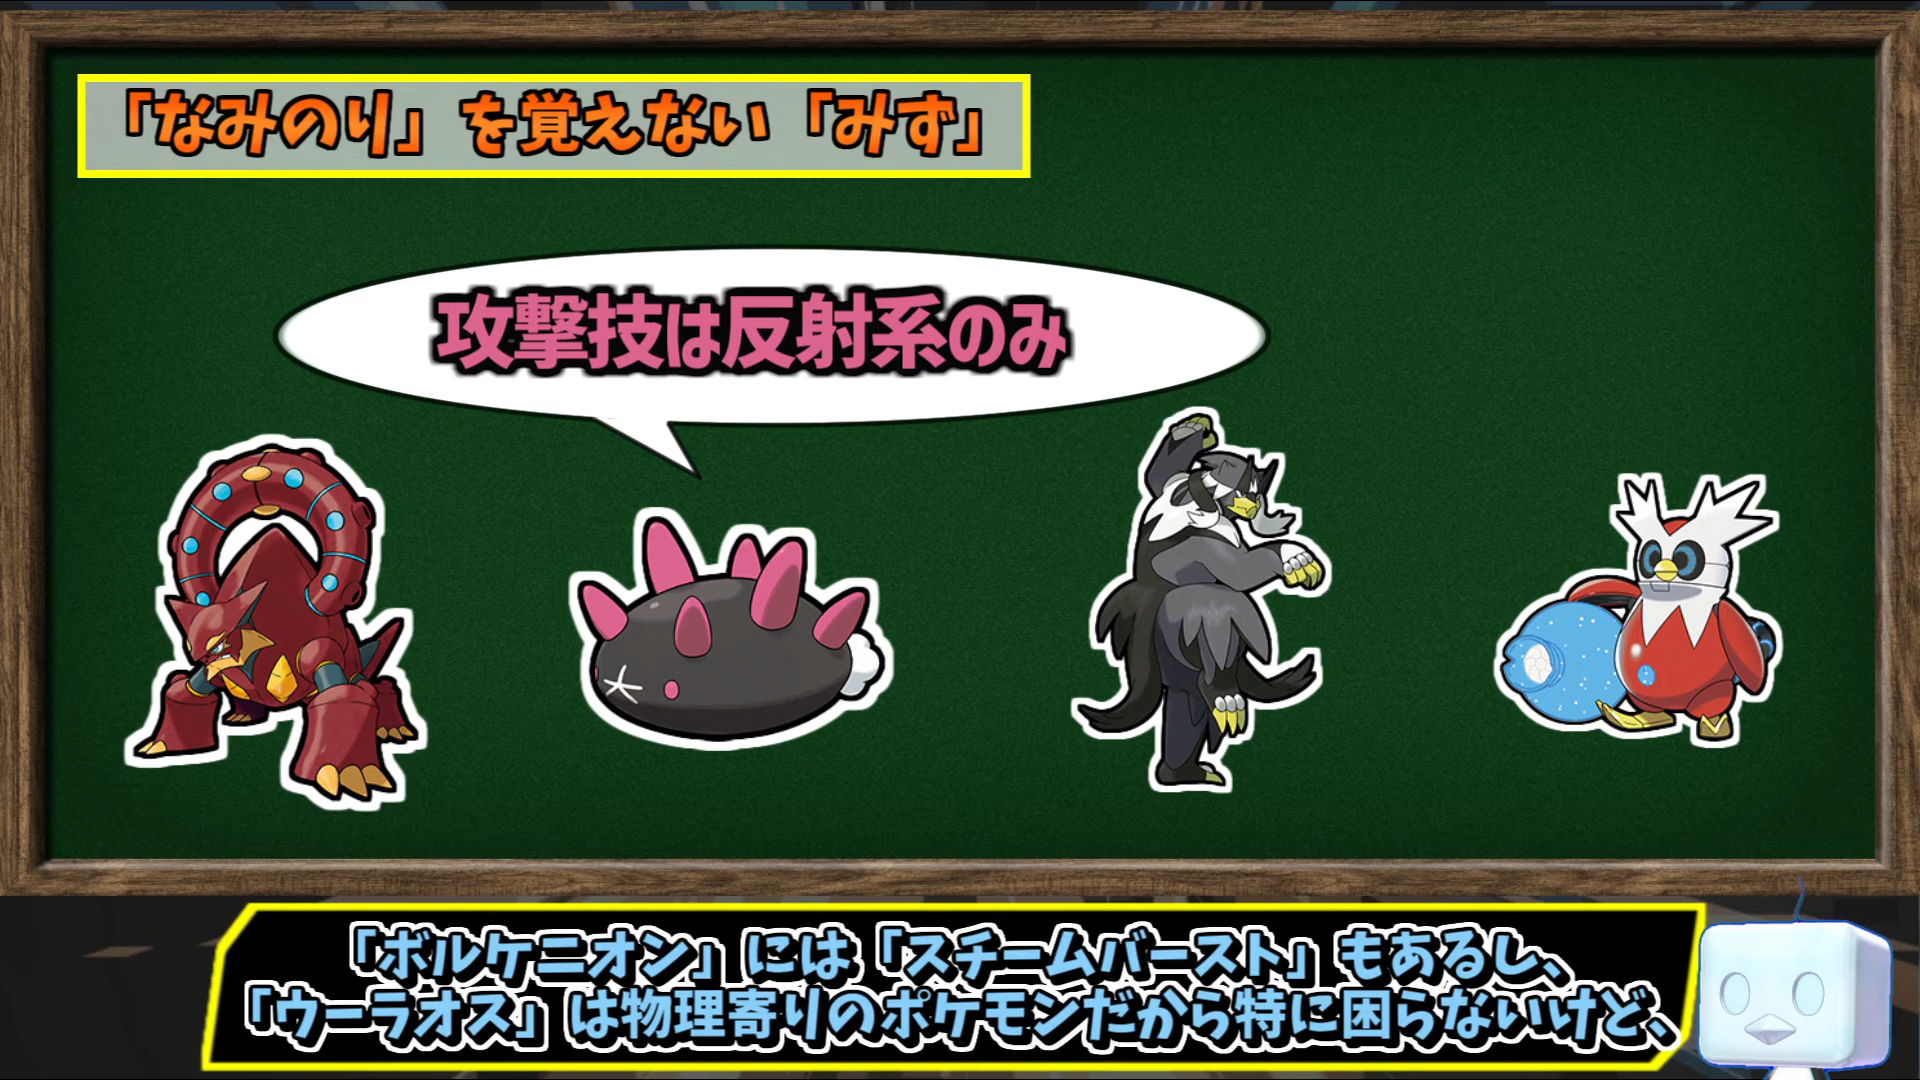 「なみのり」を覚えない「みず」
攻撃技は反射系のみ
「ボルケニオン」には「スチームバースト」もあるし、
「ウーラオス」は物理寄りのポケモンだから特に困らないけど、